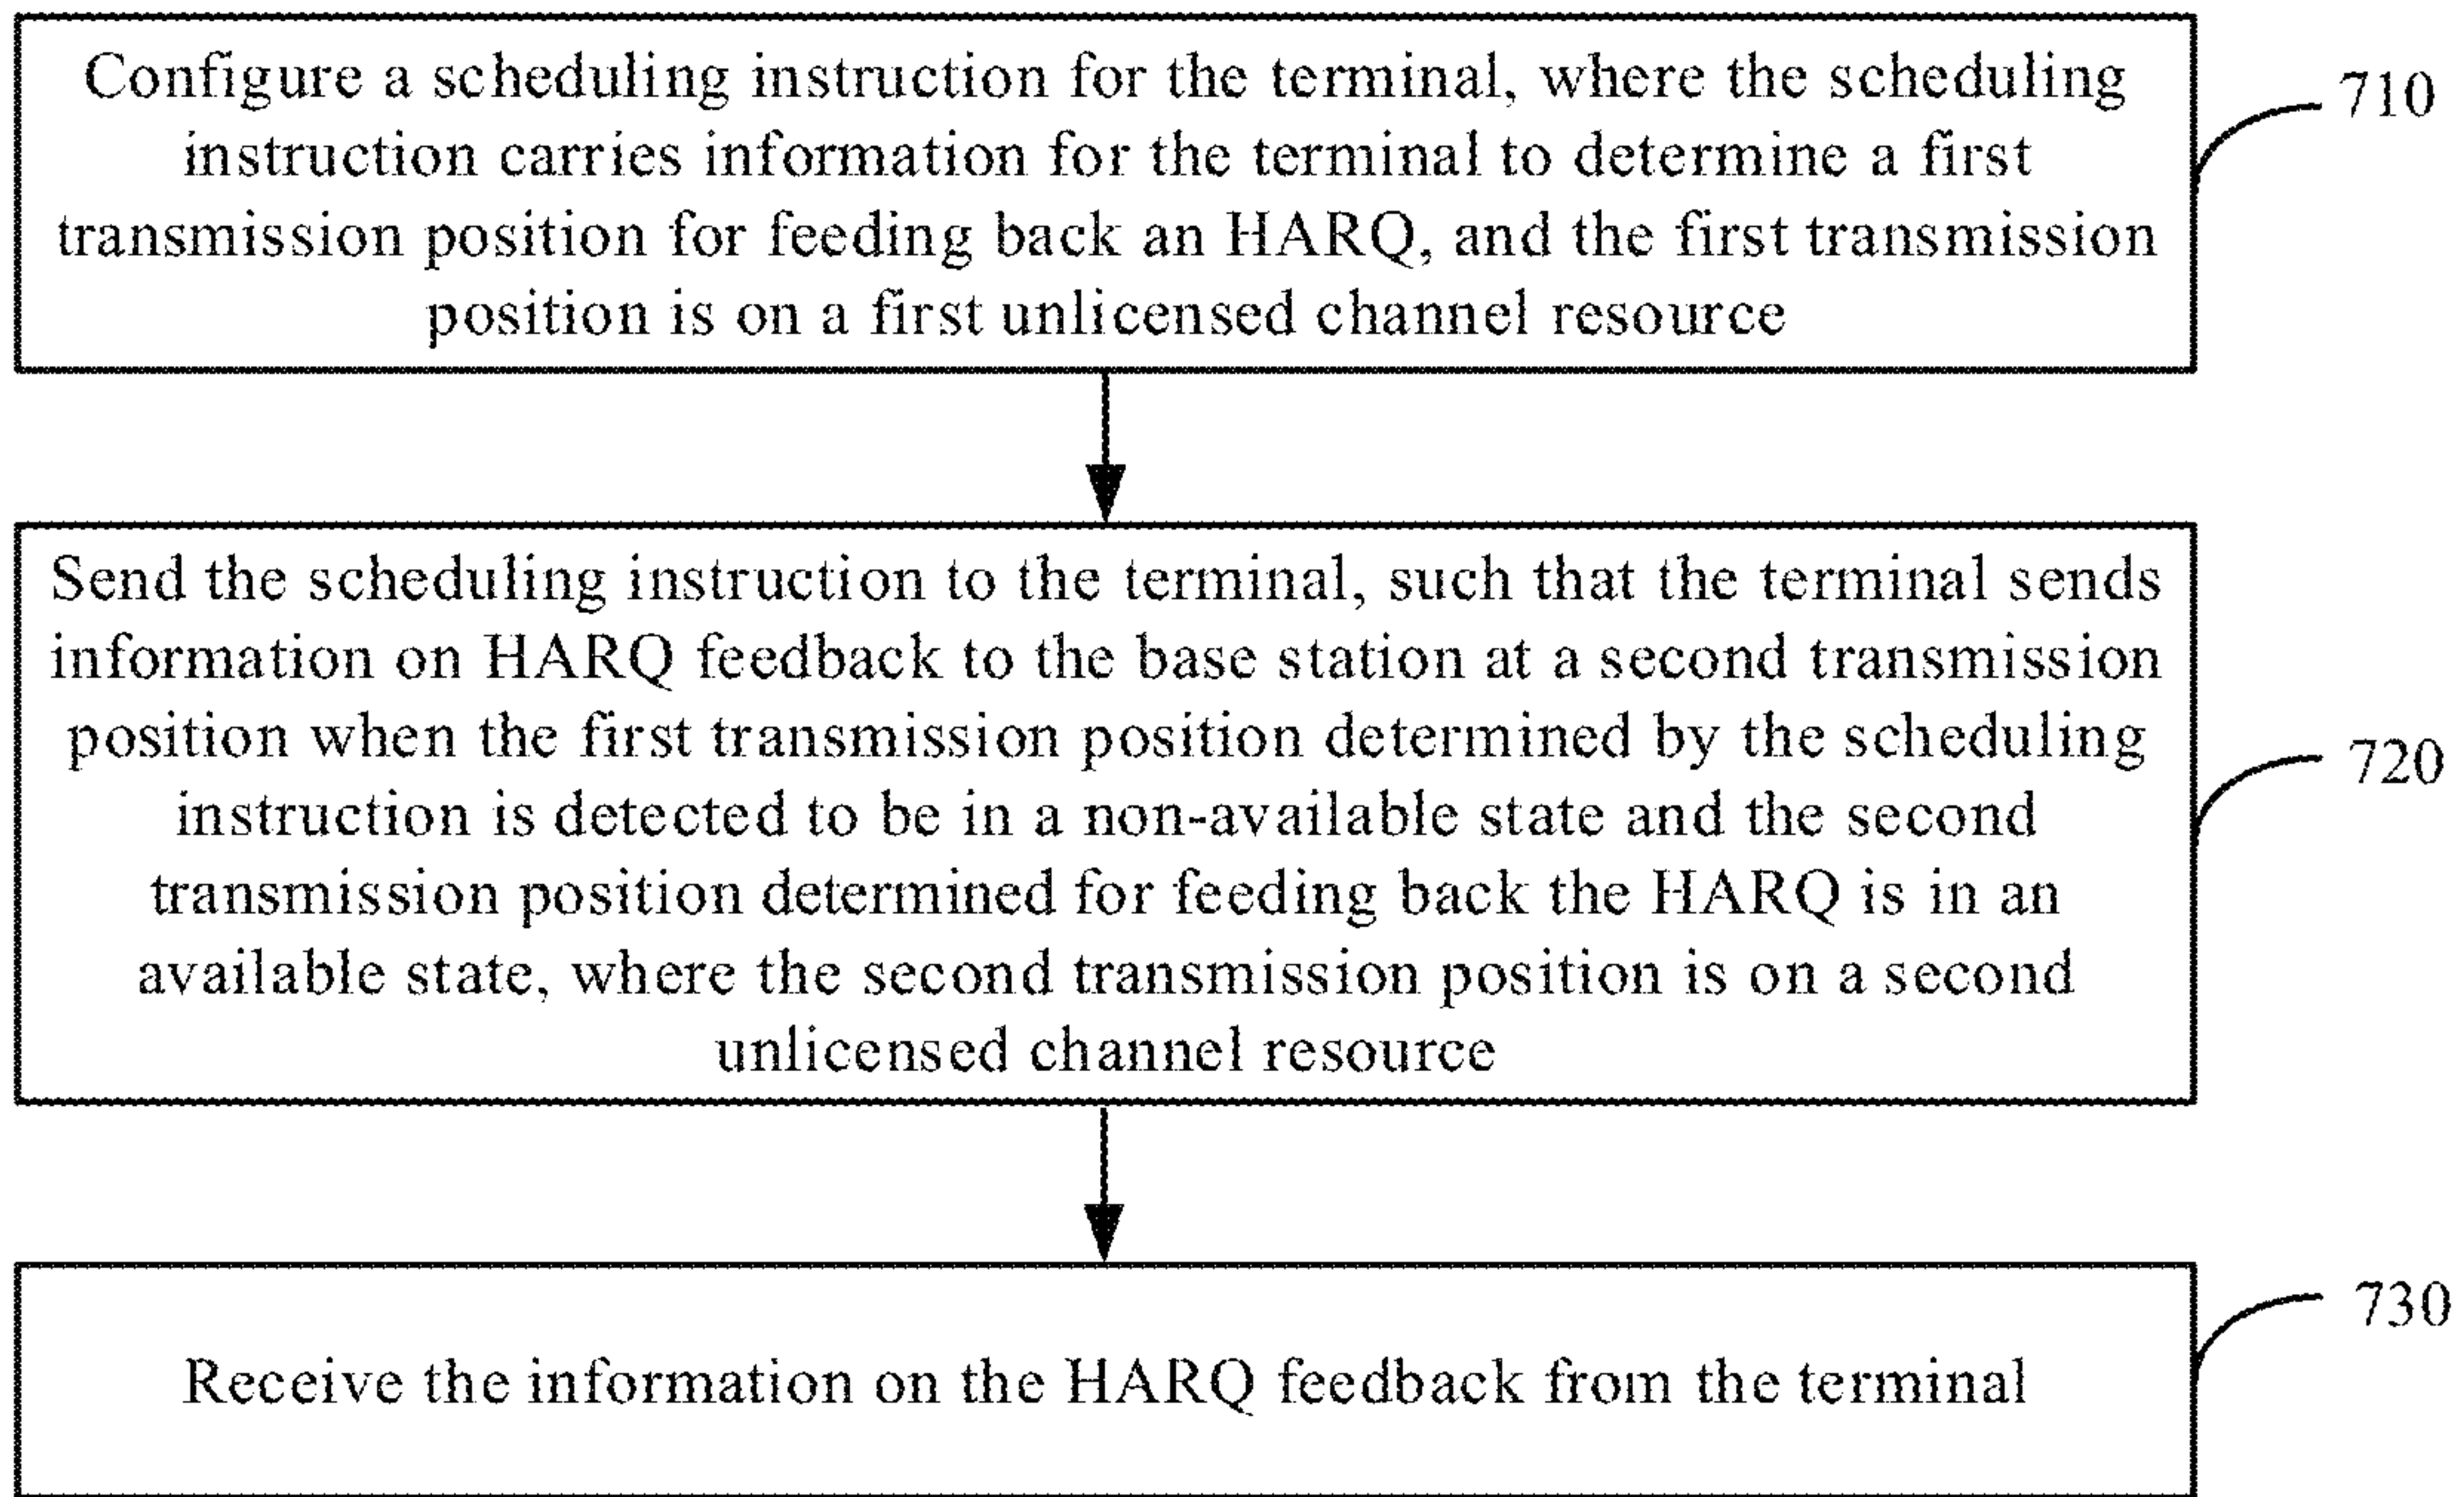 Configure a scheduling instruction for the terminal, where the scheduling
instruction carries information for the terminal to determine a first
transmission position for feeding back an HARQ, and the first transmission
position is on a first unlicensed channel resource
710
Send the scheduling instruction to the terminal, such that the terminal sends
information on HARQ feedback to the base station at a second transmission
position when the first transmission position determined by the scheduling
instruction is detected to be in a non-available state and the second
transmission position determined for feeding back the HARQ is in an
available state, where the second transmission position is on a second
unlicensed channel resource
720
Receive the information on the HARQ feedback from the terminal
730